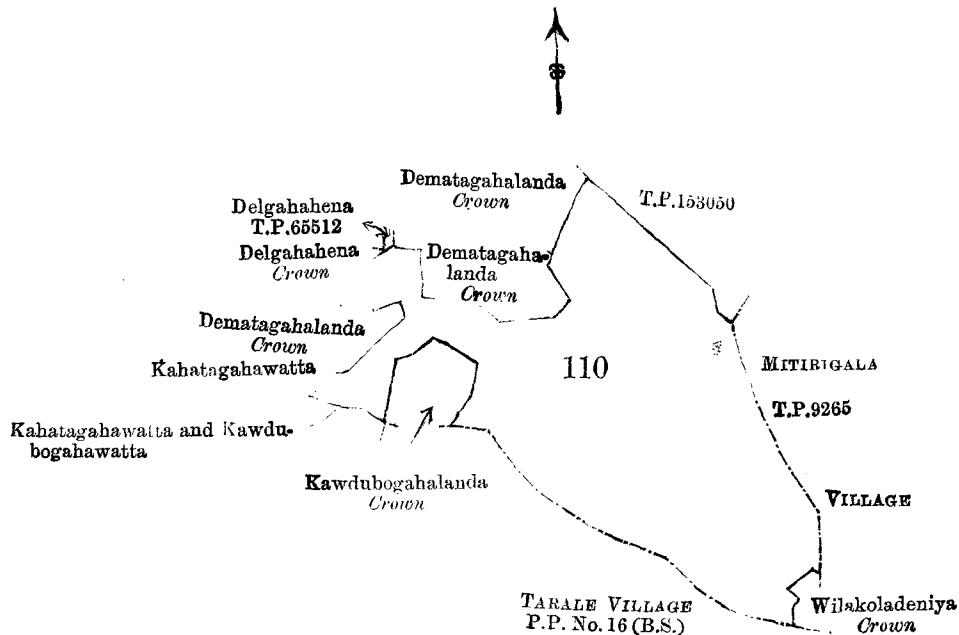 Dematagahalanda
Crown
T.P.153050
Delgahahena
T.P.65512
Delgahahena
Crown
Dematagaha-
landa
Crown
Dematagahalanda
Crown
Kahatagahawatta
110
MITIRIGALA
T.P.9265
Kahatagahawatta and Kawdu-
bogahawatta
Kawdubogahalanda
Crown
VILLAGE
TARALE VILLAGE
P.P. No. 16 (B.S.)
Wilakoladeniya
Crown